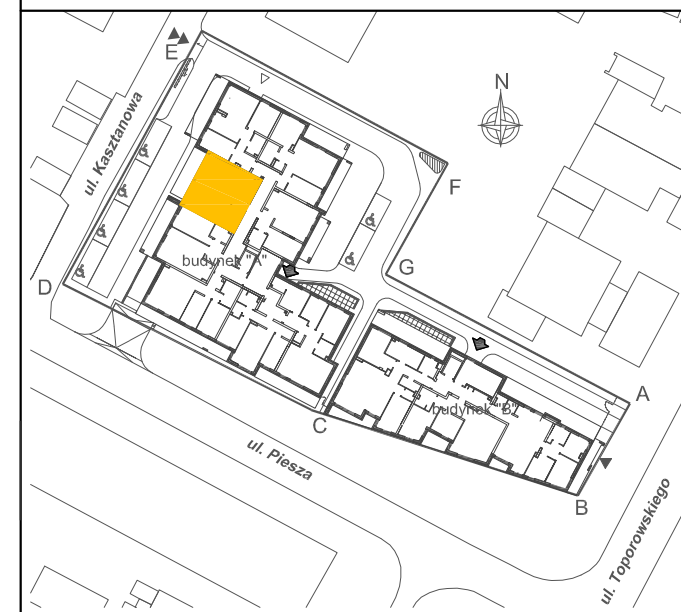 E
N
ul. Kasztanowa
F
budynek "A"
G
D
A
budynek "B"
C
ul. Piesza
B
ul. Toporowskiego